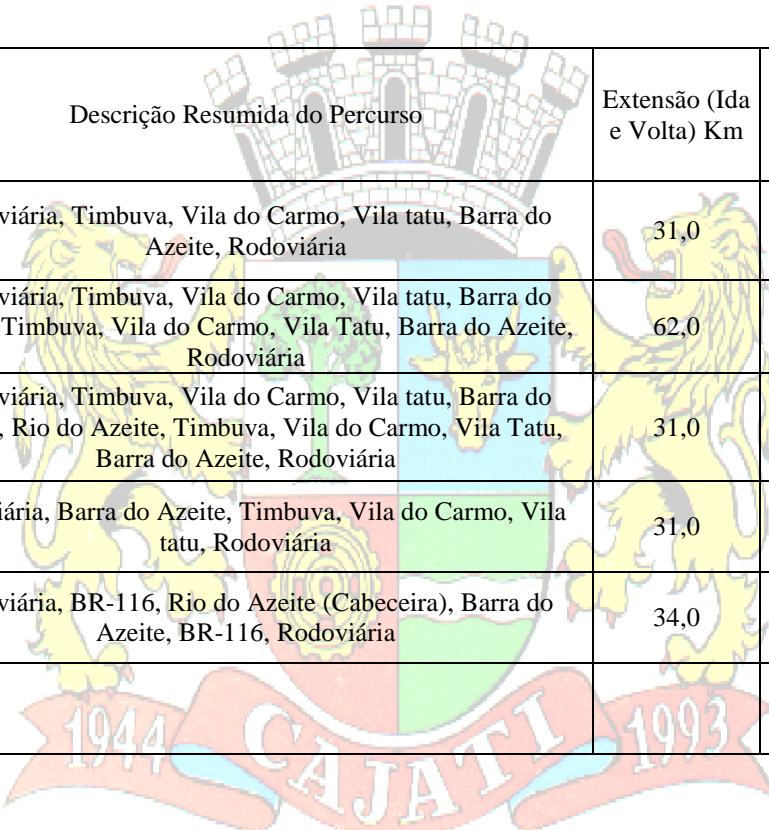 Descrição Resumida do Percurso
Extensão (Ida
e Volta) Km
viária, Timbuva, Vila do Carmo, Vila tatu, Barra do
Azeite, Rodoviária
31,0
viária, Timbuva, Vila do Carmo, Vila tatu, Barra do
Timbuva, Vila do Carmo, Vila Tatu, Barra do Azeite,
Rodoviária
62,0
viária, Timbuva, Vila do Carmo, Vila tatu, Barra do
, Rio do Azeite, Timbuva, Vila do Carmo, Vila Tatu,
Barra do Azeite, Rodoviária
31,0
iária, Barra do Azeite, Timbuva, Vila do Carmo, Vila
tatu, Rodoviária
31,0
viária, BR-116, Rio do Azeite (Cabeceira), Barra do
Azeite, BR-116, Rodoviária
34,0
1944 CAJATI 1993